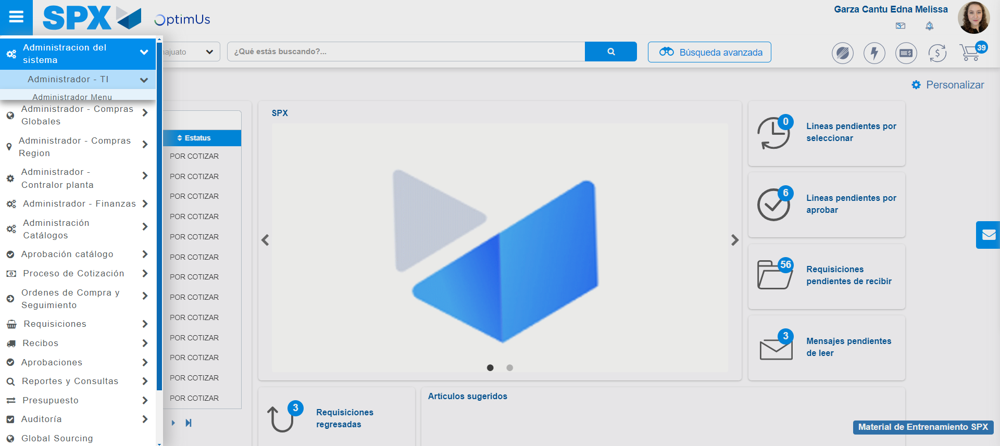 SPX
OptimUs
Garza Cantu Edna Melissa
Administracion del
sistema
Administrador - TI
Administrador Menu
Administrador - Compras
Globales
Administrador - Compras
Region
Administrador -
Contralor planta
Administrador - Finanzas
Administración
Catálogos
Aprobación catálogo
Proceso de Cotización
Ordenes de Compra y
Seguimiento
Requisiciones
Recibos
Aprobaciones
Reportes y Consultas
Presupuesto
Auditoría
Global Sourcing
¿Qué estás buscando?...
Búsqueda avanzada
39
Personalizar
Estatus
POR COTIZAR
POR COTIZAR
POR COTIZAR
POR COTIZAR
POR COTIZAR
POR COTIZAR
POR COTIZAR
POR COTIZAR
POR COTIZAR
POR COTIZAR
POR COTIZAR
POR COTIZAR
POR COTIZAR
SPX
0
Lineas pendientes por
seleccionar
6
Lineas pendientes por
aprobar
56
Requisiciones
pendientes de recibir
3
Mensajes pendientes
de leer
3
Requisiciones
regresadas
Artículos sugeridos
Material de Entrenamiento SPX